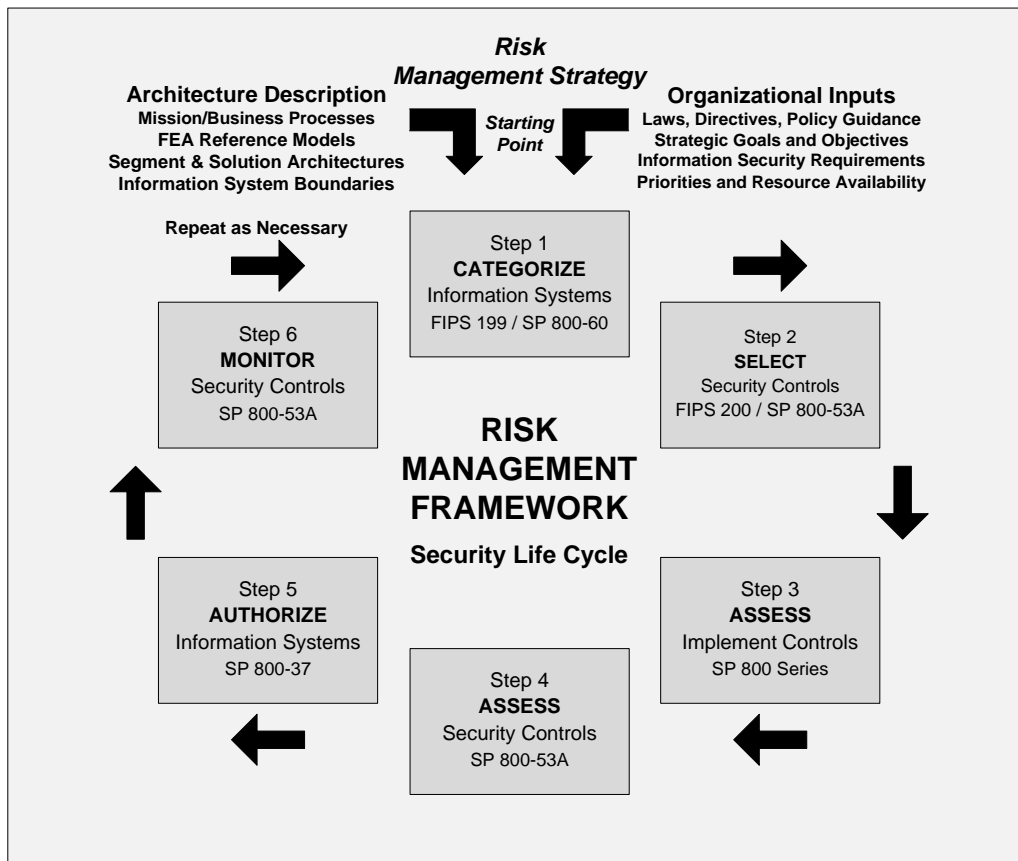 Risk
Management Strategy
Architecture Description
Mission/Business Processes
FEA Reference Models
Segment & Solution Architectures
Information System Boundaries
Starting
Point
Organizational Inputs
Laws, Directives, Policy Guidance
Strategic Goals and Objectives
Information Security Requirements
Priorities and Resource Availability
Repeat as Necessary
Step 1
CATEGORIZE
Information Systems
FIPS 199 / SP 800-60
Step 6
MONITOR
Security Controls
SP 800-53A
Step 2
SELECT
Security Controls
FIPS 200 / SP 800-53A
RISK
MANAGEMENT
FRAMEWORK
Security Life Cycle
Step 5
AUTHORIZE
Information Systems
SP 800-37
Step 3
ASSESS
Implement Controls
SP 800 Series
Step 4
ASSESS
Security Controls
SP 800-53A